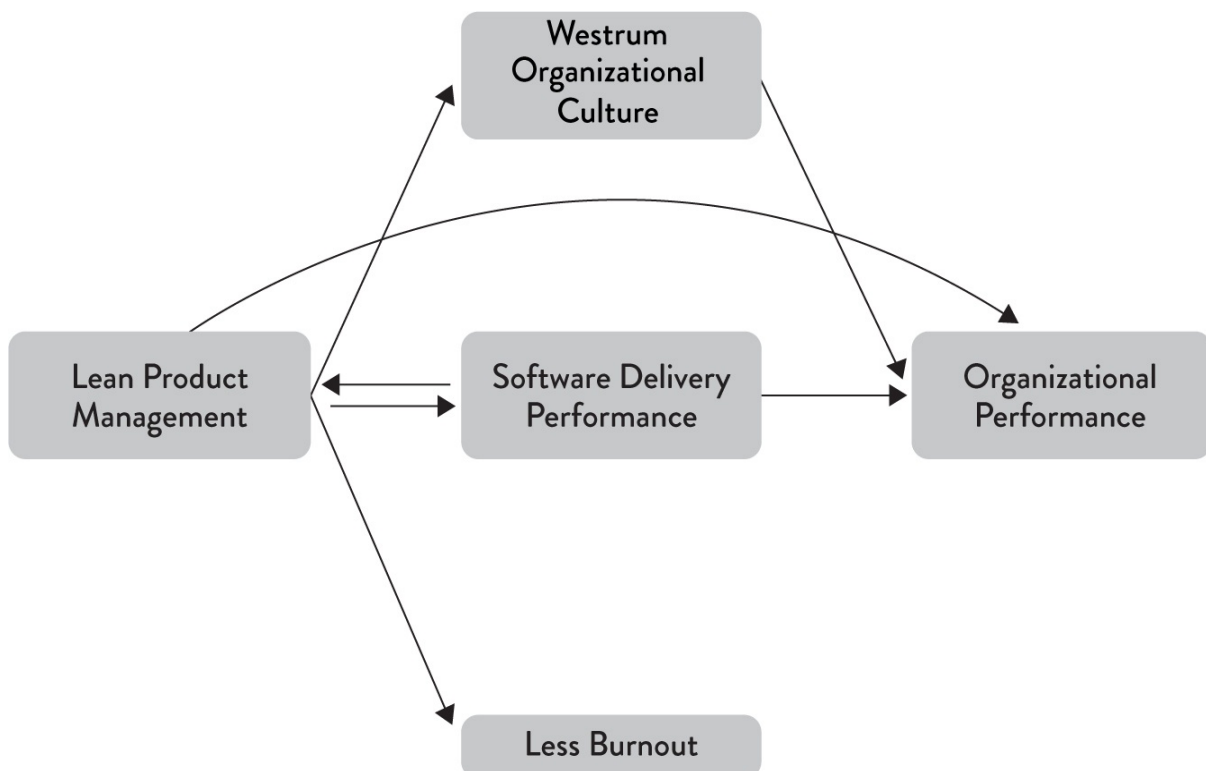 Westrum
Organizational
Culture
Lean Product
Management
Software Delivery
Performance
Organizational
Performance
Less Burnout